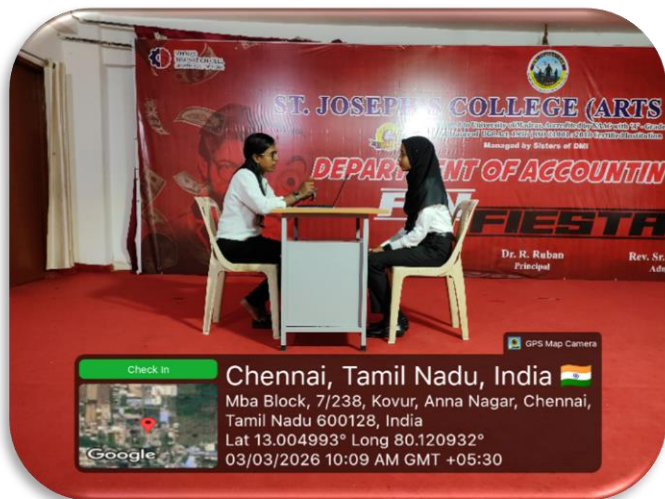 ST. JOSEPH'S COLLEGE (ARTS
Managed by Sisters of DMI
DEPARTMENT OF ACCOUNTIN
FIESTA
Dr. R. Ruban
Principal
Rev. Sr.
GPS Map Camera
Check In
Chennai, Tamil Nadu, India
Mba Block, 7/238, Kovur, Anna Nagar, Chennai,
Tamil Nadu 600128, India
Lat 13.004993° Long 80.120932°
03/03/2026 10:09 AM GMT +05:30
Google